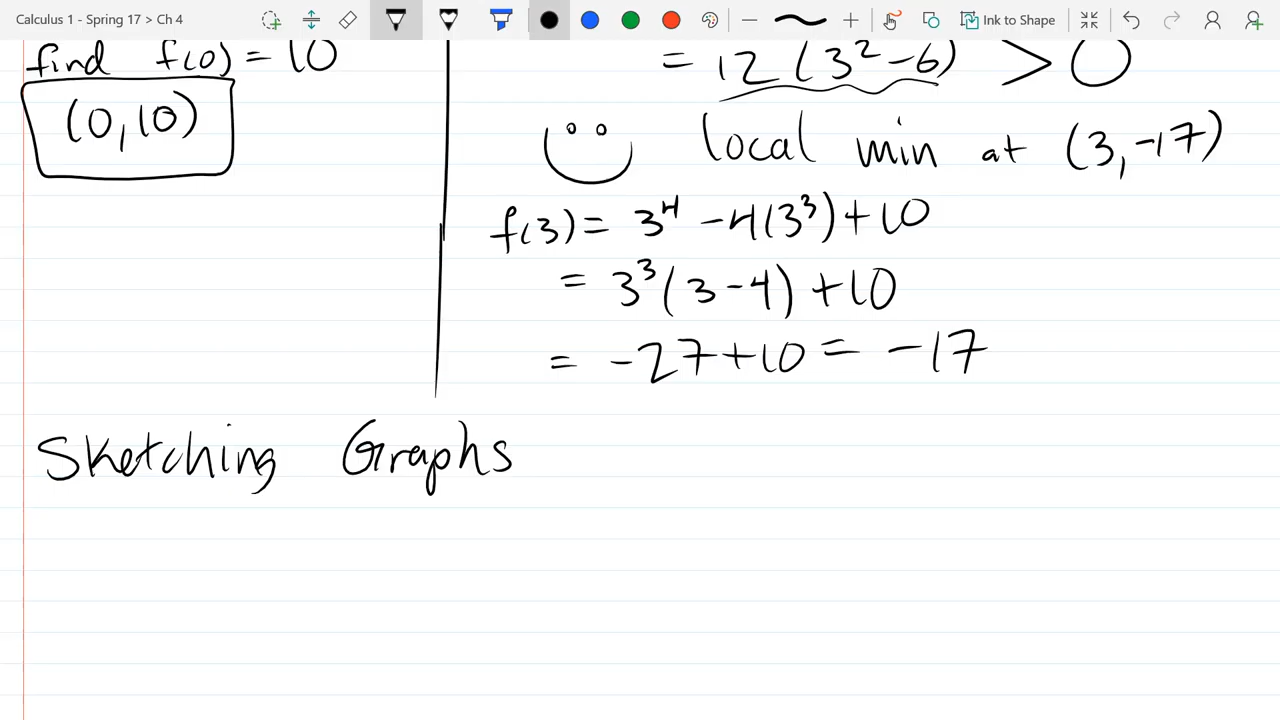 Calculus 1 - Spring 17 > Ch 4
Ink to Shape
find f(0) = 10
(0, 10)
= 12 (3² - 6) > 0
local min at (3, -17)
f(3) = 3⁴ - 4(3³) + 10
= 3³(3 - 4) + 10
= -27 + 10 = -17
Sketching Graphs